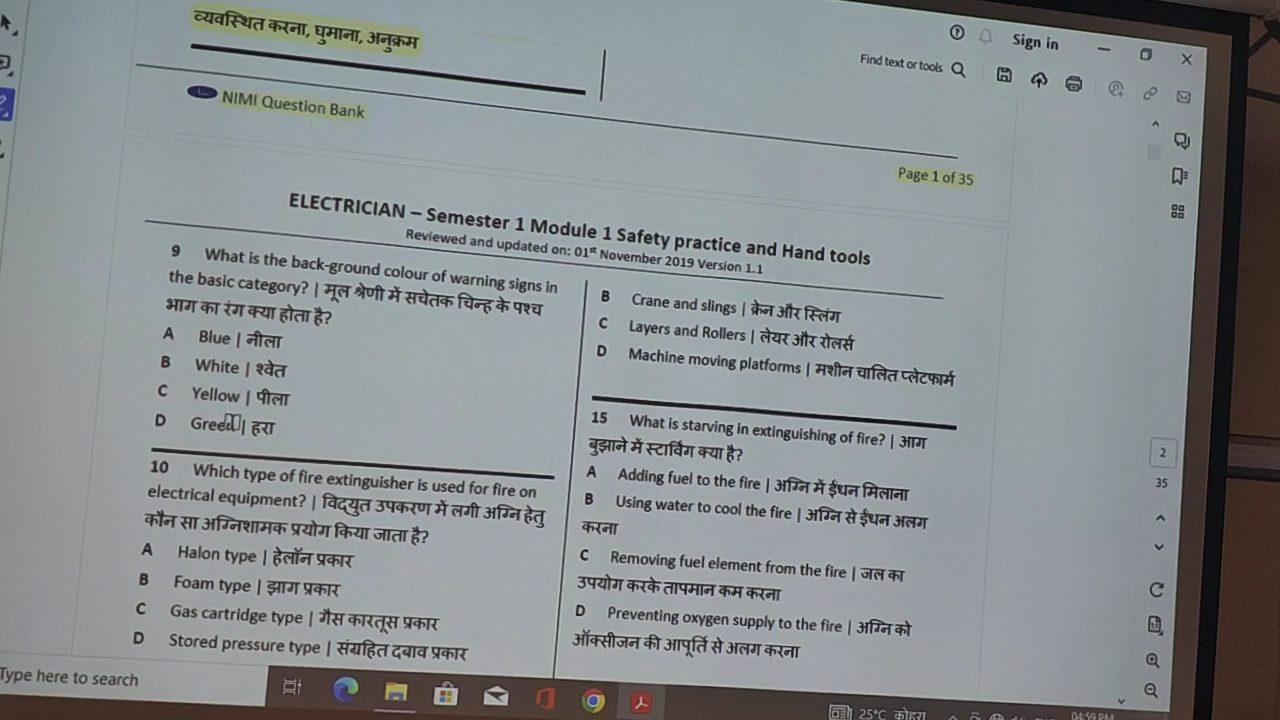 व्यवस्थित करना, घुमाना, अनुक्रम
Sign in
Find text or tools
NIMI Question Bank
Page 1 of 35
ELECTRICIAN – Semester 1 Module 1 Safety practice and Hand tools
Reviewed and updated on: 01st November 2019 Version 1.1
9 What is the back-ground colour of warning signs in
the basic category? | मूल श्रेणी में सचेतक चिन्ह के पश्च
भाग का रंग क्या होता है?
A Blue | नीला
B White | श्वेत
C Yellow | पीला
D Green | हरा
10 Which type of fire extinguisher is used for fire on
electrical equipment? | विद्युत उपकरण में लगी अग्नि हेतु
कौन सा अग्निशामक प्रयोग किया जाता है?
A Halon type | हेलॉन प्रकार
B Foam type | झाग प्रकार
C Gas cartridge type | गैस कारतूस प्रकार
D Stored pressure type | संग्रहित दबाव प्रकार
B Crane and slings | क्रेन और स्लिंग
C Layers and Rollers | लेयर और रोलर्स
D Machine moving platforms | मशीन चालित प्लेटफार्म
15 What is starving in extinguishing of fire? | आग
बुझाने में स्टार्विंग क्या है?
A Adding fuel to the fire | अग्नि में ईंधन मिलाना
B Using water to cool the fire | अग्नि से ईंधन अलग
करना
C Removing fuel element from the fire | जल का
उपयोग करके तापमान कम करना
D Preventing oxygen supply to the fire | अग्नि को
ऑक्सीजन की आपूर्ति से अलग करना
2
35
Type here to search
25°C कोहरा
04:59 PM